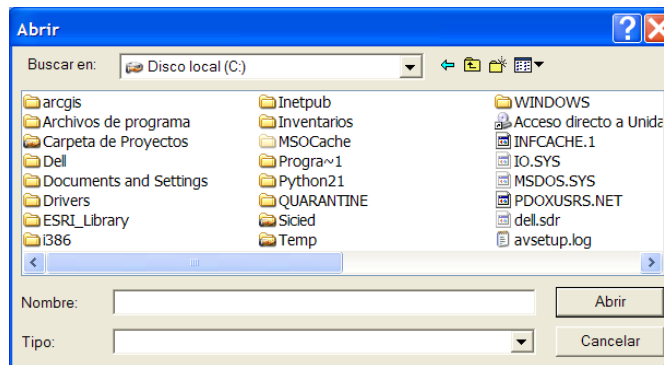 Abrir
Buscar en: Disco local (C:)
arcgis Inetpub WINDOWS
Archivos de programa Inventarios Acceso directo a Unida
Carpeta de Proyectos MSOCache INFCACHE.1
Dell Progra~1 IO.SYS
Documents and Settings Python21 MSDOS.SYS
Drivers QUARANTINE PDOXUSRS.NET
ESRI_Library Sicied dell.sdr
i386 Temp avsetup.log
Nombre: Abrir
Tipo: Cancelar